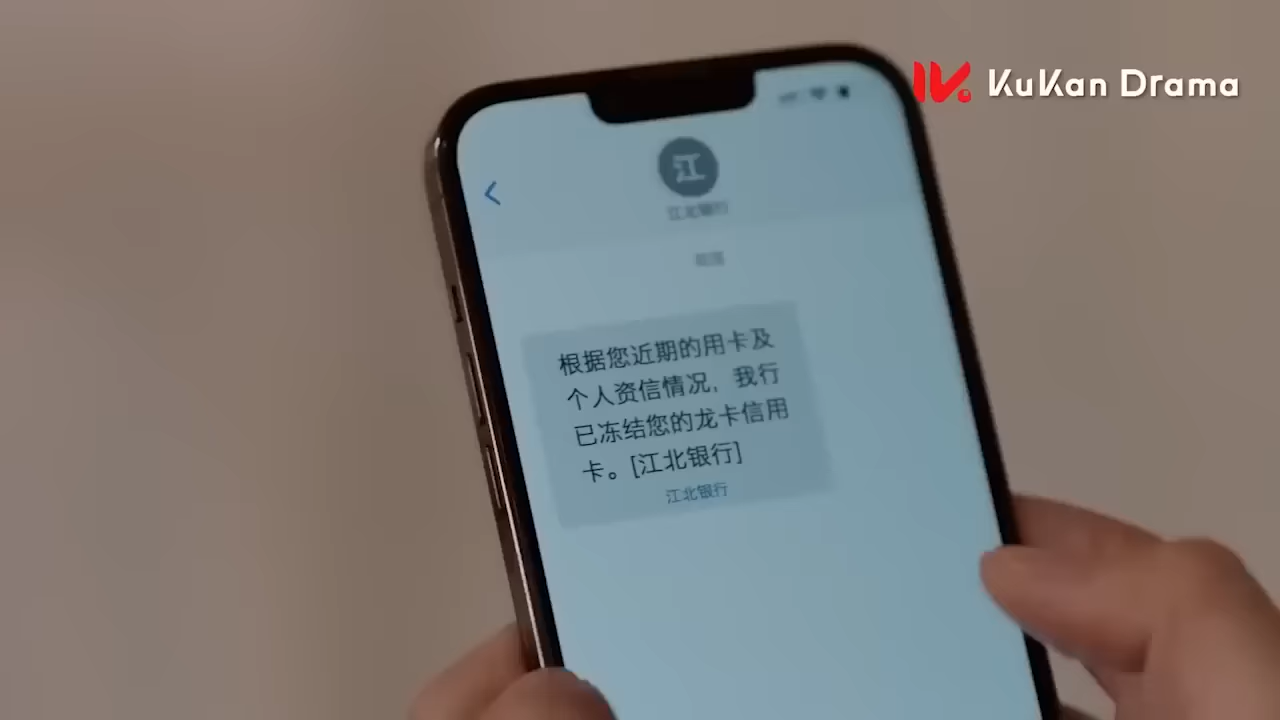 KuKan Drama
江
江北银行
根据您近期的用卡及
个人资信情况，我行
已冻结您的龙卡信用
卡。[江北银行]
江北银行